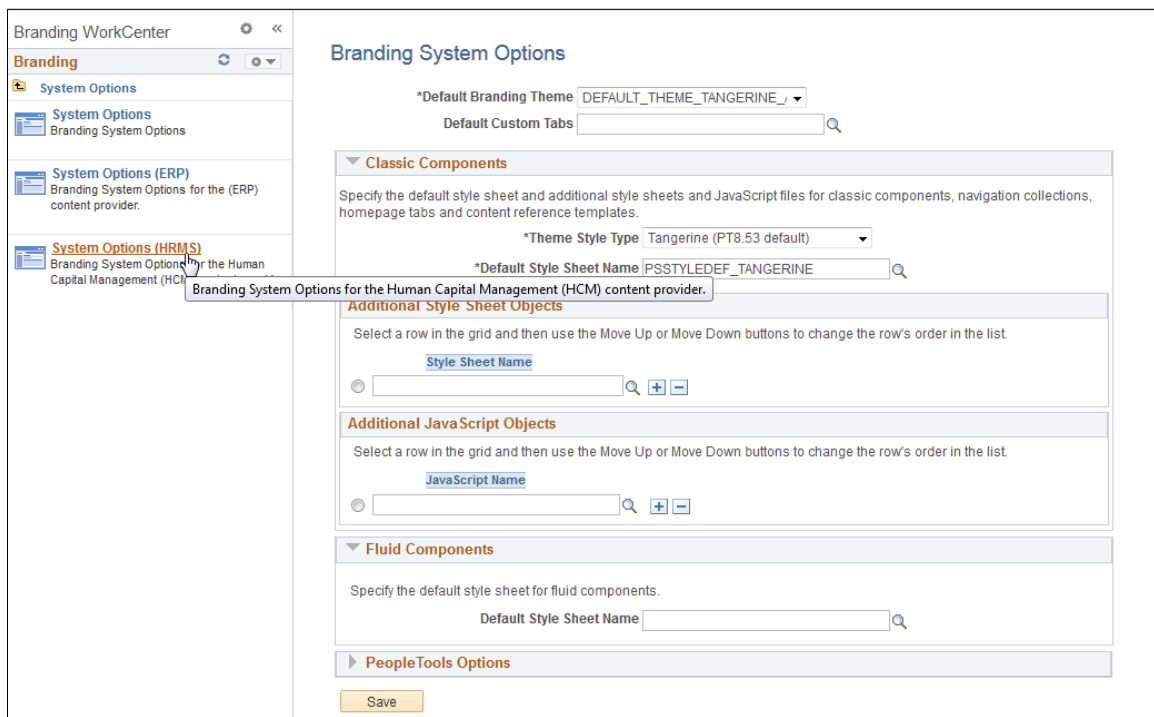 Branding WorkCenter
Branding
System Options
System Options
Branding System Options
System Options (ERP)
Branding System Options for the (ERP)
content provider.
System Options (HRMS)
Branding System Options for the Human
Capital Management (HCM)
Branding System Options for the Human Capital Management (HCM) content provider.
Branding System Options
*Default Branding Theme DEFAULT_THEME_TANGERINE_
Default Custom Tabs
Classic Components
Specify the default style sheet and additional style sheets and JavaScript files for classic components, navigation collections,
homepage tabs and content reference templates.
*Theme Style Type Tangerine (PT8.53 default)
*Default Style Sheet Name PSSTYLEDEF_TANGERINE
Additional Style Sheet Objects
Select a row in the grid and then use the Move Up or Move Down buttons to change the row's order in the list.
Style Sheet Name
Additional JavaScript Objects
Select a row in the grid and then use the Move Up or Move Down buttons to change the row's order in the list.
JavaScript Name
Fluid Components
Specify the default style sheet for fluid components.
Default Style Sheet Name
PeopleTools Options
Save